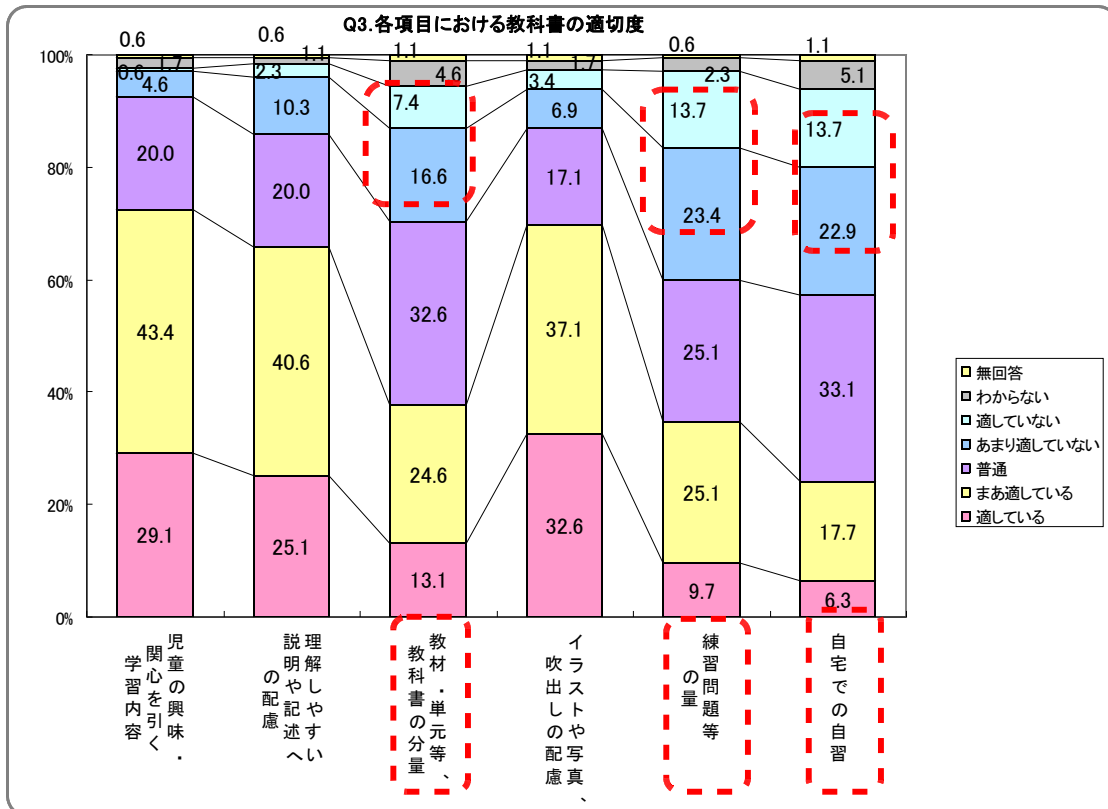 Q3.各項目における教科書の適切度
0.6
0.6
1.1
1.1
0.6
1.1
100%
80%
60%
40%
20%
0%
1.7
0.6
4.6
20.0
43.4
29.1
1.1
2.3
10.3
20.0
40.6
25.1
4.6
7.4
16.6
32.6
24.6
13.1
1.7
3.4
6.9
17.1
37.1
32.6
2.3
13.7
23.4
25.1
25.1
9.7
5.1
13.7
22.9
33.1
17.7
6.3
児童の興味・
関心を引く
学習内容
理解しやすい
説明や記述へ
の配慮
教材・単元等、
教科書の分量
イラストや写真、
吹出しの配慮
練習問題等
の量
自宅での自習
無回答
わからない
適していない
あまり適していない
普通
まあ適している
適している